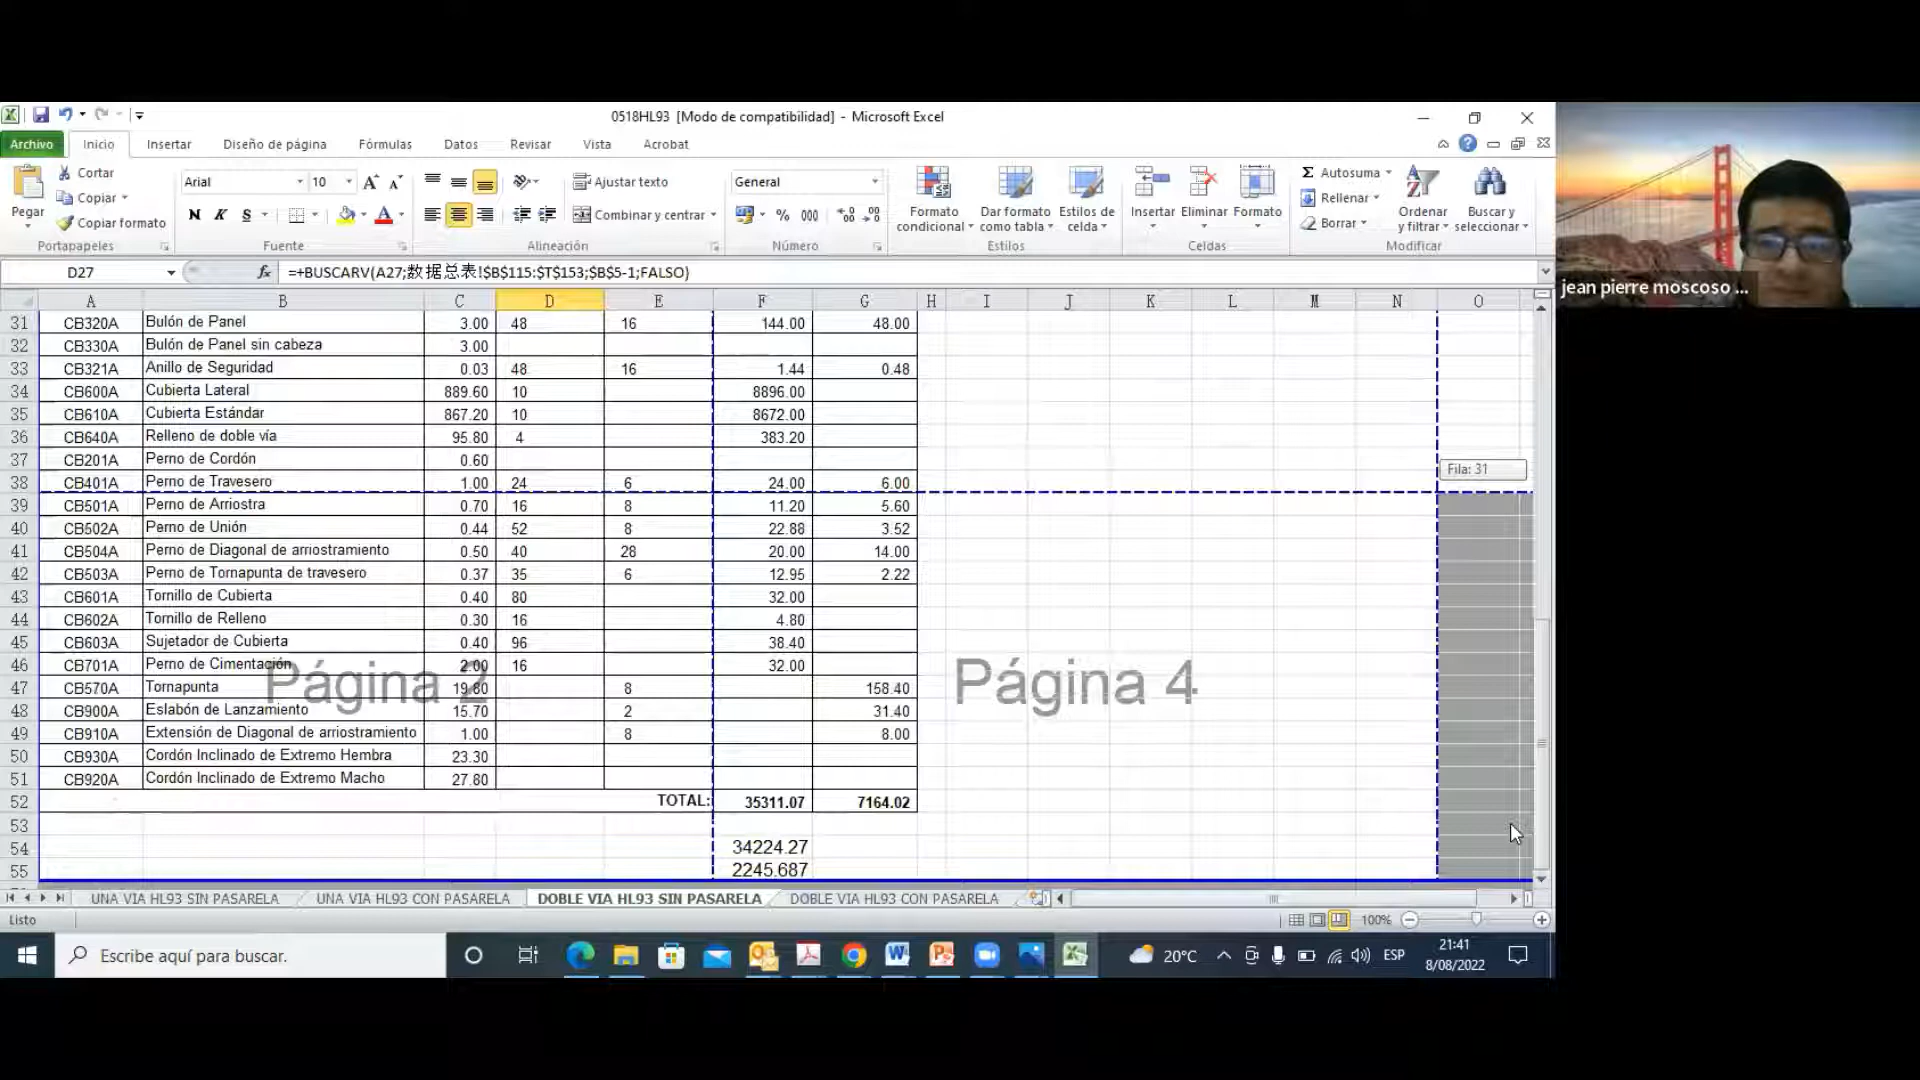 0518HL93 [Modo de compatibilidad] - Microsoft Excel
Archivo Inicio Insertar Diseño de página Fórmulas Datos Revisar Vista Acrobat
Pegar Cortar Copiar Copiar formato Portapapeles
Arial 10 N K S Fuente
Ajustar texto Combinar y centrar Alineación
General % 000 Número
Formato condicional Dar formato como tabla Estilos de celda Estilos
Insertar Eliminar Formato Celdas
Autosuma Rellenar Borrar Ordenar y filtrar Buscar y seleccionar Modificar
jean pierre moscoso ...
D27 fx =+BUSCARV(A27;数据总表!$B$115:$T$153;$B$5-1;FALSO)
A B C D E F G H I J K L M N O
31 CB320A Bulón de Panel 3.00 48 16 144.00 48.00
32 CB330A Bulón de Panel sin cabeza 3.00
33 CB321A Anillo de Seguridad 0.03 48 16 1.44 0.48
34 CB600A Cubierta Lateral 889.60 10 8896.00
35 CB610A Cubierta Estándar 867.20 10 8672.00
36 CB640A Relleno de doble vía 95.80 4 383.20
37 CB201A Perno de Cordón 0.60
Fila: 31
38 CB401A Perno de Travesero 1.00 24 6 24.00 6.00
39 CB501A Perno de Arriostra 0.70 16 8 11.20 5.60
40 CB502A Perno de Unión 0.44 52 8 22.88 3.52
41 CB504A Perno de Diagonal de arriostramiento 0.50 40 28 20.00 14.00
42 CB503A Perno de Tornapunta de travesero 0.37 35 6 12.95 2.22
43 CB601A Tornillo de Cubierta 0.40 80 32.00
44 CB602A Tornillo de Relleno 0.30 16 4.80
45 CB603A Sujetador de Cubierta 0.40 96 38.40
46 CB701A Perno de Cimentación 2.00 16 32.00
Página 2 Página 4
47 CB570A Tornapunta 19.80 8 158.40
48 CB900A Eslabón de Lanzamiento 15.70 2 31.40
49 CB910A Extensión de Diagonal de arriostramiento 1.00 8 8.00
50 CB930A Cordón Inclinado de Extremo Hembra 23.30
51 CB920A Cordón Inclinado de Extremo Macho 27.80
52 TOTAL: 35311.07 7164.02
53
54 34224.27
55 2245.687
UNA VIA HL93 SIN PASARELA UNA VIA HL93 CON PASARELA DOBLE VIA HL93 SIN PASARELA DOBLE VIA HL93 CON PASARELA
Listo 100%
Escribe aquí para buscar. 20°C ESP 21:41
8/08/2022